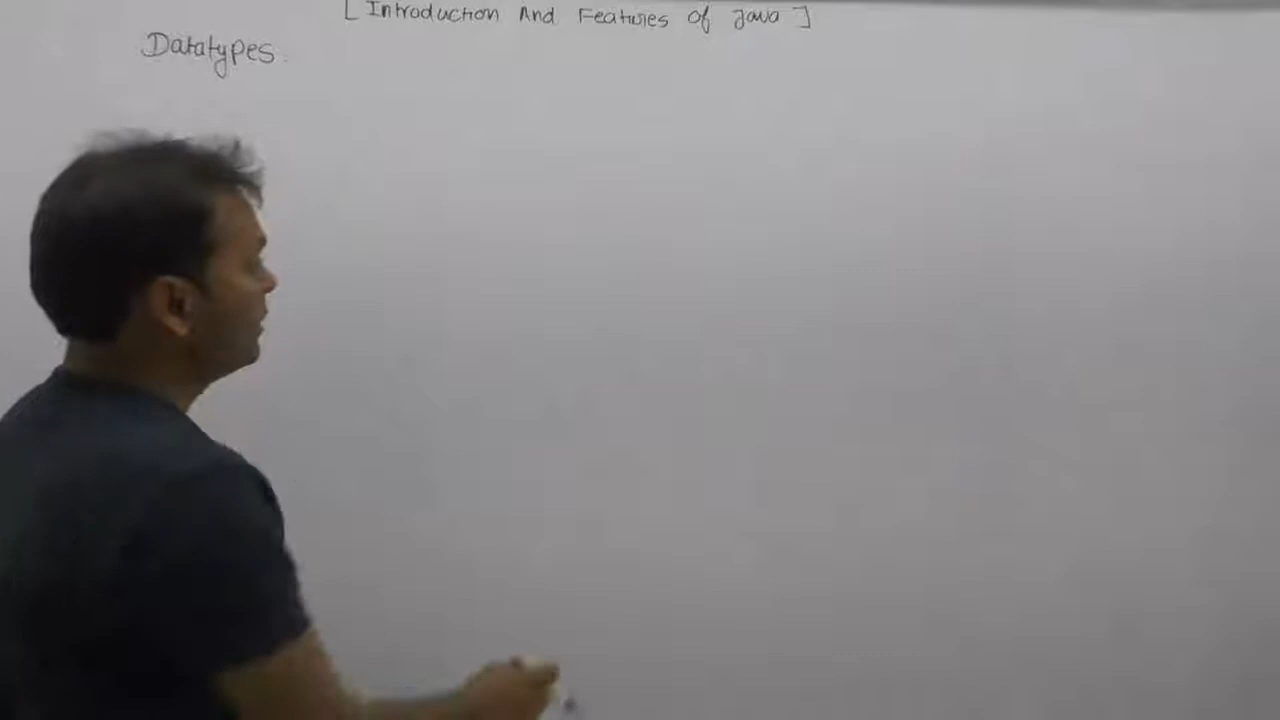 [ Introduction And Features of Java ]
Datatypes.